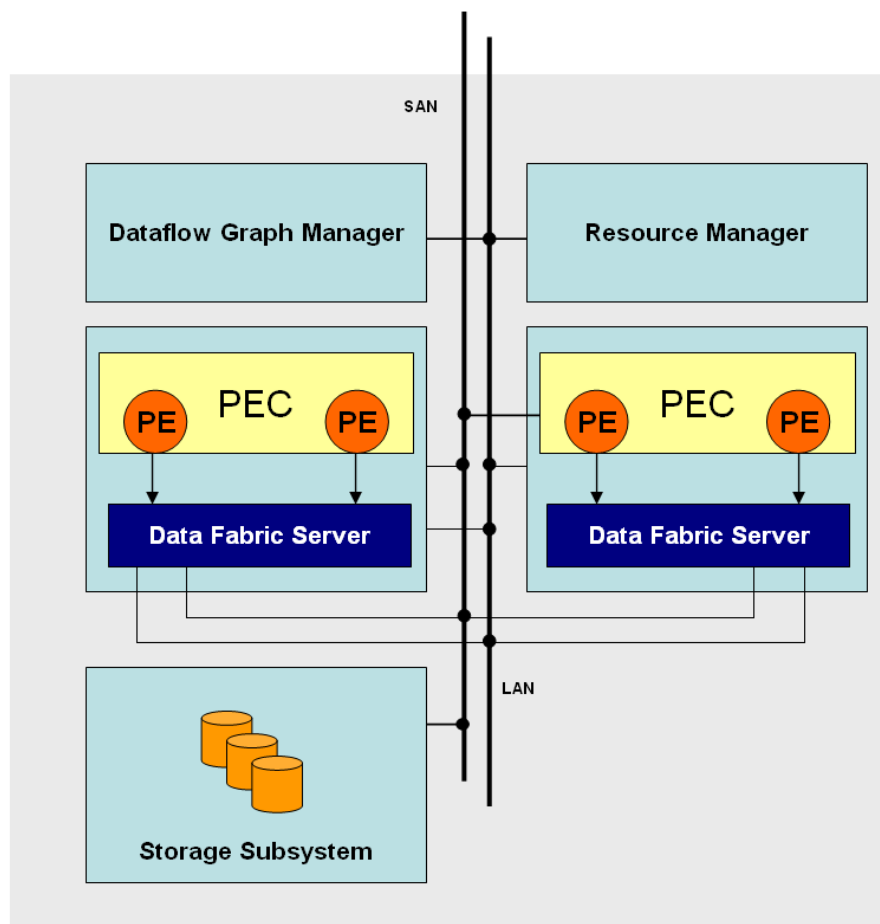 SAN
Dataflow Graph Manager
Resource Manager
PEC
PE
PE
Data Fabric Server
PEC
PE
PE
Data Fabric Server
LAN
Storage Subsystem